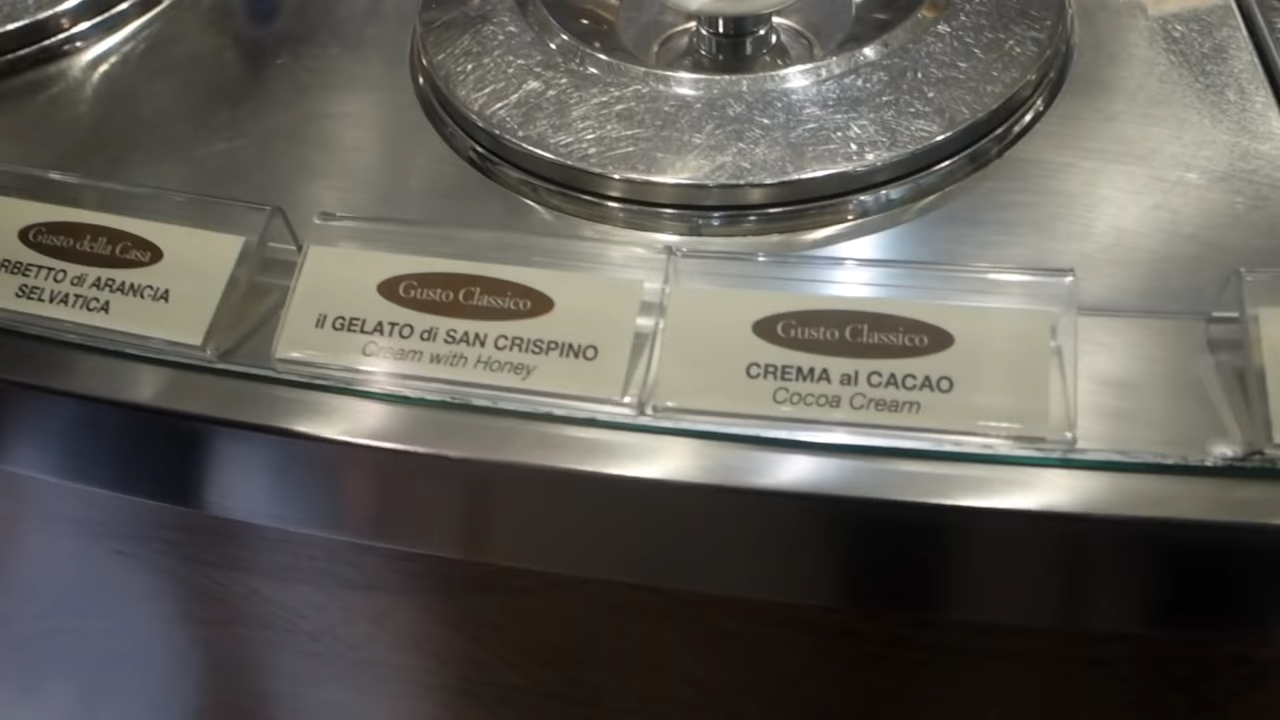 Gusto della Casa
RBETTO di ARANCIA
SELVATICA
Gusto Classico
il GELATO di SAN CRISPINO
Cream with Honey
Gusto Classico
CREMA al CACAO
Cocoa Cream